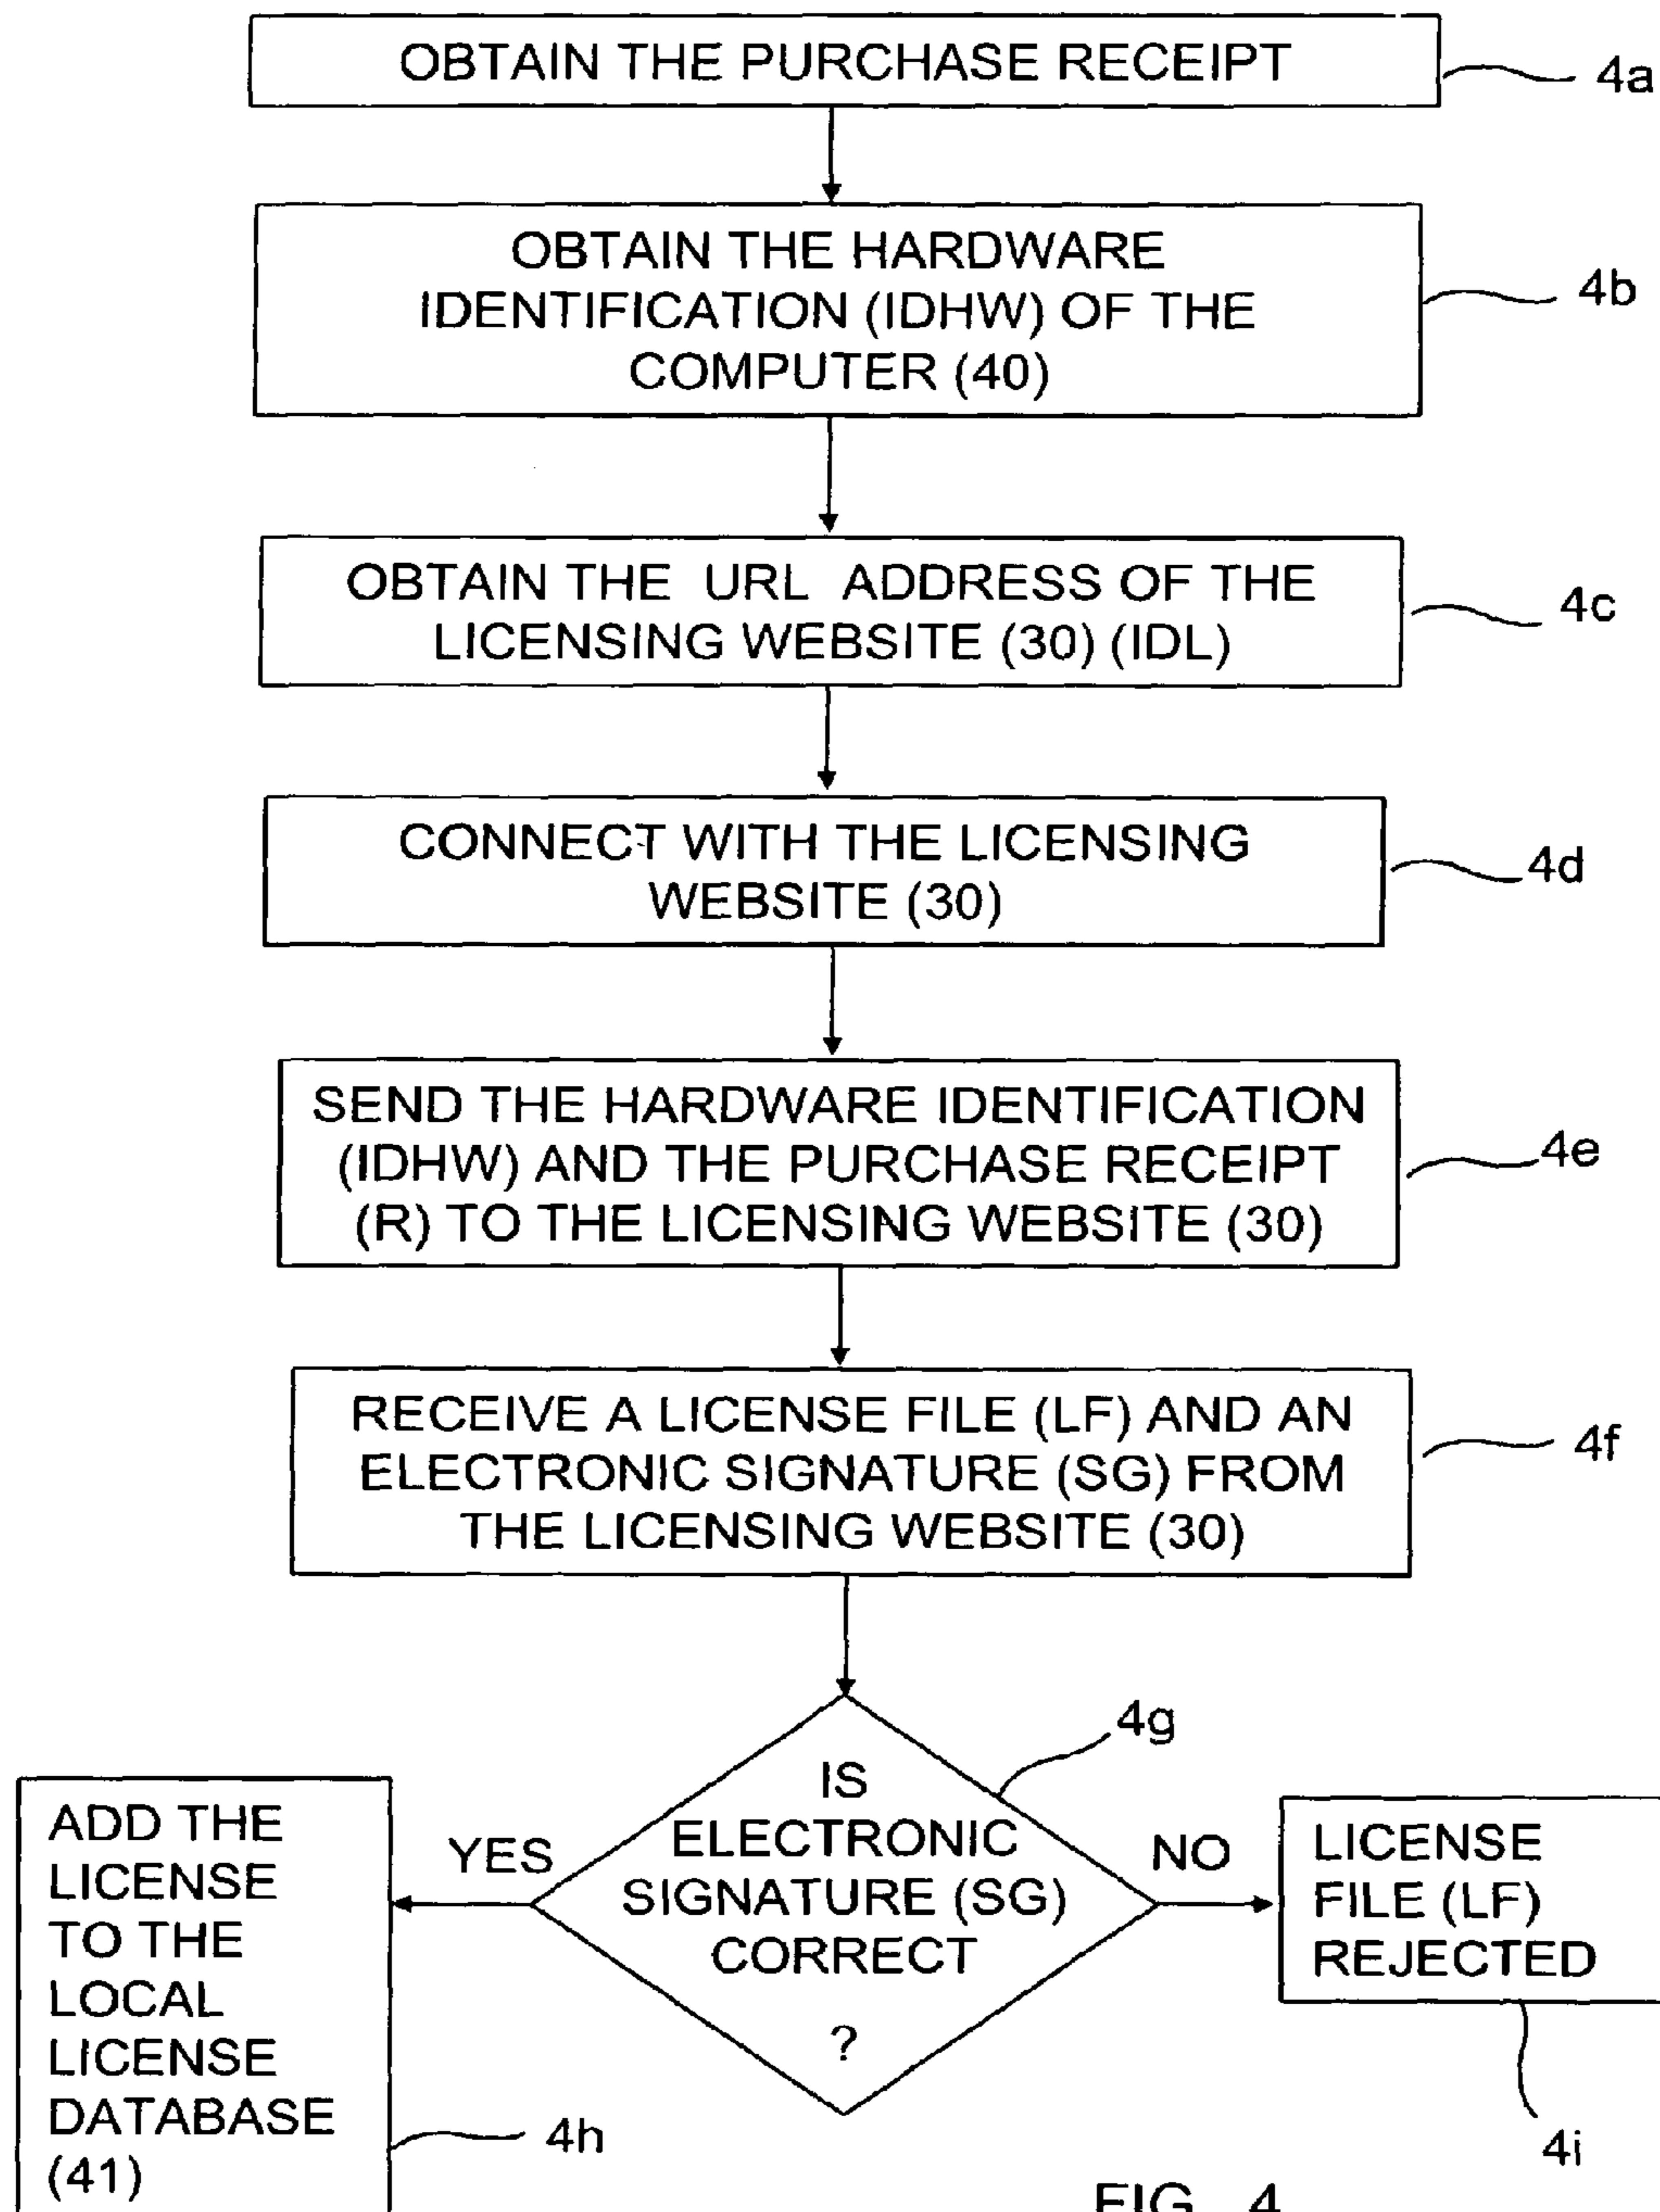 OBTAIN THE PURCHASE RECEIPT
4a
OBTAIN THE HARDWARE
IDENTIFICATION (IDHW) OF THE
COMPUTER (40)
4b
OBTAIN THE URL ADDRESS OF THE
LICENSING WEBSITE (30) (IDL)
4c
CONNECT WITH THE LICENSING
WEBSITE (30)
4d
SEND THE HARDWARE IDENTIFICATION
(IDHW) AND THE PURCHASE RECEIPT
(R) TO THE LICENSING WEBSITE (30)
4e
RECEIVE A LICENSE FILE (LF) AND AN
ELECTRONIC SIGNATURE (SG) FROM
THE LICENSING WEBSITE (30)
4f
IS
ELECTRONIC
SIGNATURE (SG)
CORRECT
?
4g
YES
NO
ADD THE
LICENSE
TO THE
LOCAL
LICENSE
DATABASE
(41)
4h
LICENSE
FILE (LF)
REJECTED
4i
FIG. 4